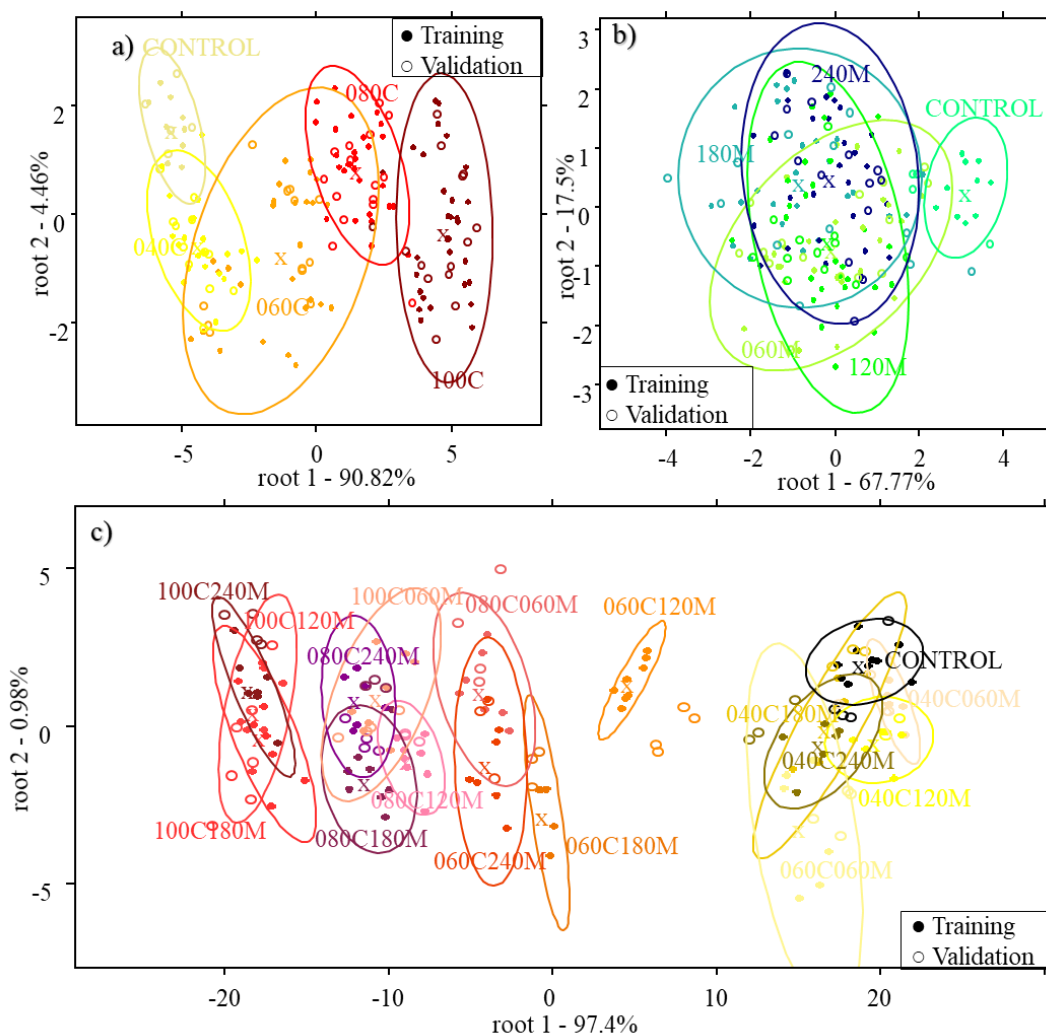 a)
CONTROL
Training
Validation
080C
040C
060C
100C
2
0
-2
root 2 - 4.46%
-5
0
5
root 1 - 90.82%
b)
240M
CONTROL
180M
060M
120M
Training
Validation
3
2
1
0
-1
-2
-3
root 2 - 17.5%
-4
-2
0
2
4
root 1 - 67.77%
c)
100C240M
100C120M
100C060M
080C060M
060C120M
080C240M
CONTROL
040C060M
040C180M
040C240M
080C120M
040C120M
100C180M
080C180M
060C240M
060C180M
060C060M
Training
Validation
5
0
-5
root 2 - 0.98%
-20
-10
0
10
20
root 1 - 97.4%